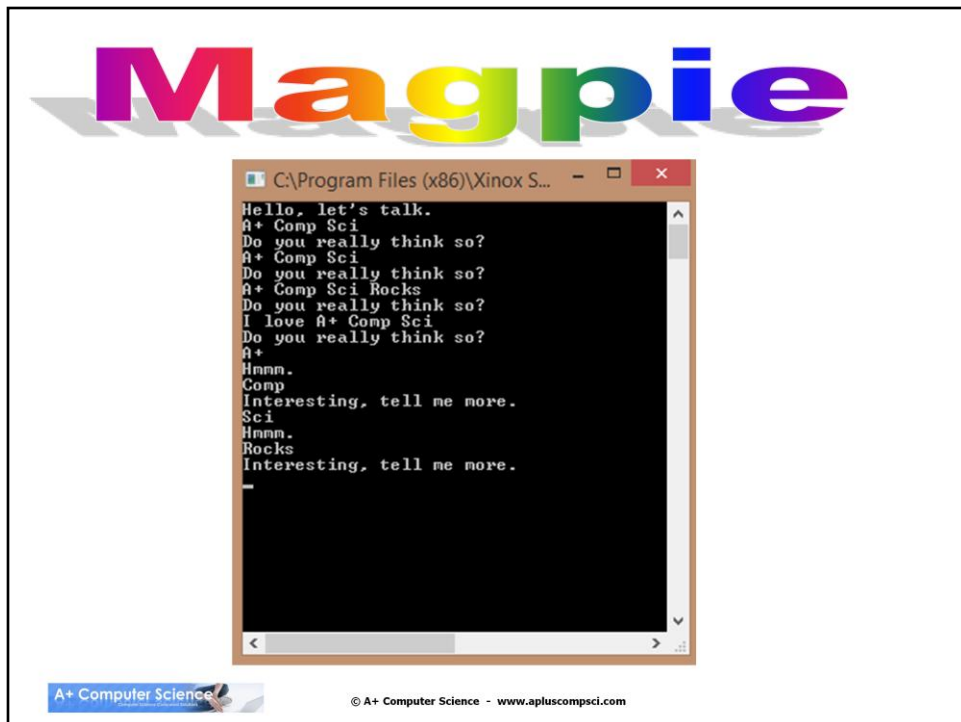 Magpie
C:\Program Files (x86)\Xinox S...
Hello, let's talk.
A+ Comp Sci
Do you really think so?
A+ Comp Sci
Do you really think so?
A+ Comp Sci Rocks
Do you really think so?
I love A+ Comp Sci
Do you really think so?
A+
Hmmm.
Comp
Interesting, tell me more.
Sci
Hmmm.
Rocks
Interesting, tell me more.
A+ Computer Science
© A+ Computer Science - www.apluscompsci.com